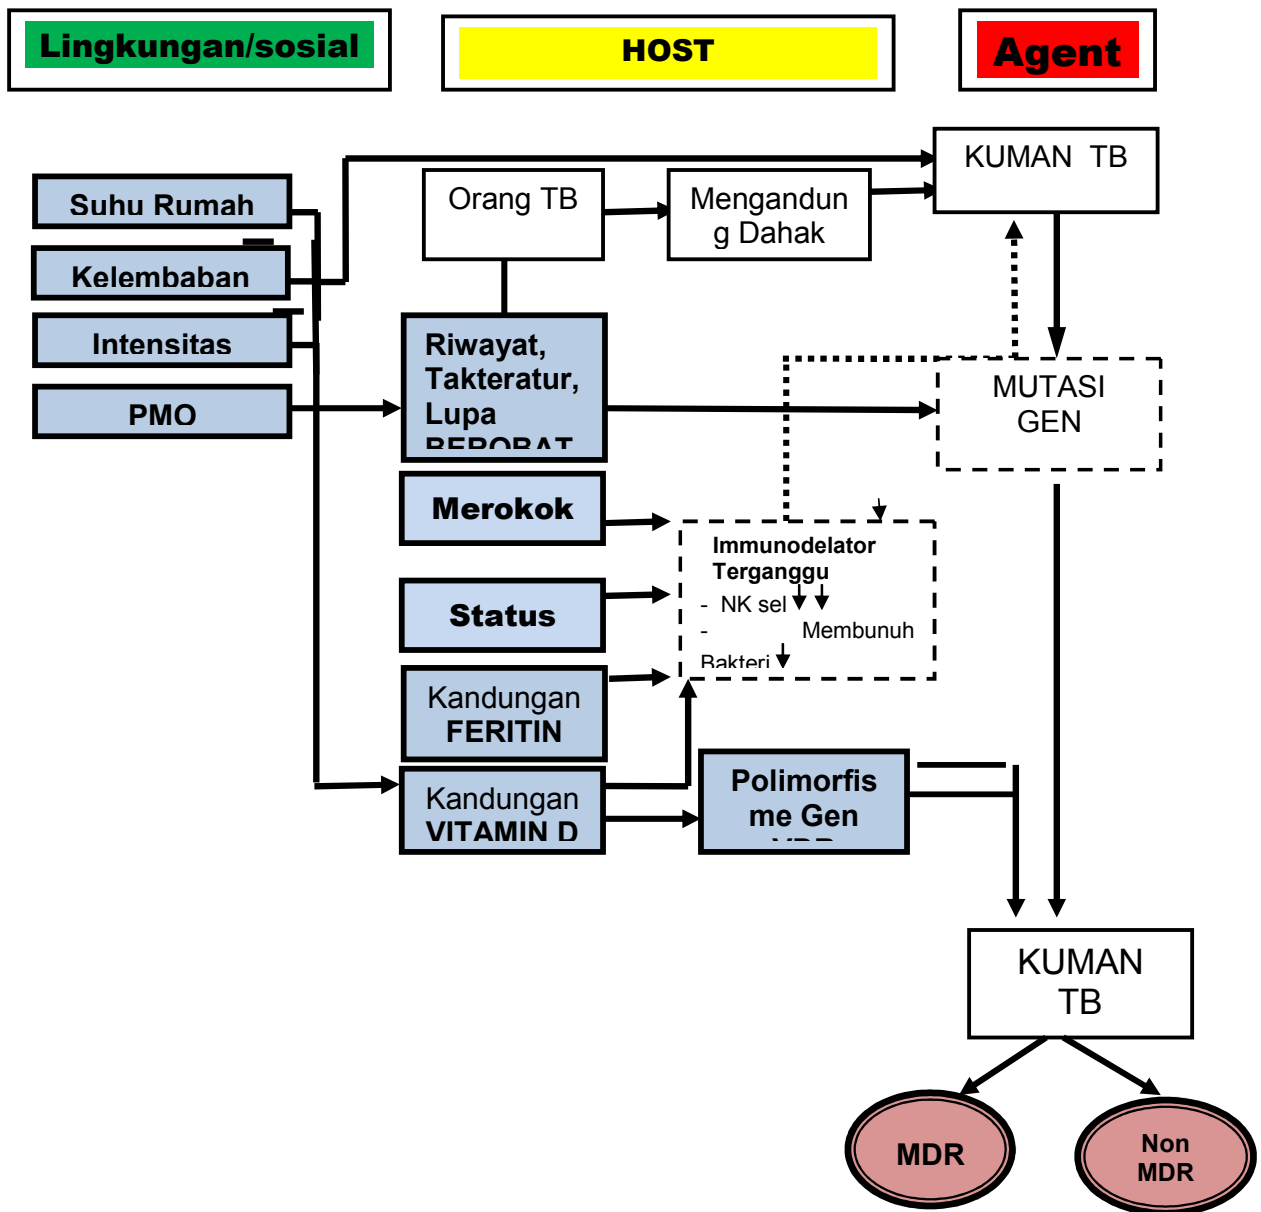 Lingkungan/sosial
HOST
Agent
KUMAN TB
Orang TB
Mengandun
g Dahak
Suhu Rumah
Kelembaban
Intensitas
PMO
Riwayat,
Takteratur,
Lupa
BEROBAT
MUTASI
GEN
Merokok
Immunodelator
Terganggu
- NK sel
- Membunuh
Bakteri
Status
Kandungan
FERITIN
Kandungan
VITAMIN D
Polimorfis
me Gen
KUMAN
TB
MDR
Non
MDR